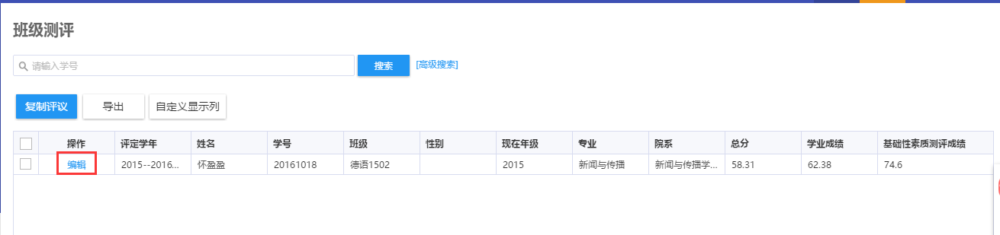 班级测评
请输入学号 搜索 [高级搜索]
复制评议 导出 自定义显示列
操作 评定学年 姓名 学号 班级 性别 现在年级 专业 院系 总分 学业成绩 基础性素质测评成绩
编辑 2015--2016... 怀盈盈 20161018 德语1502 2015 新闻与传播 新闻与传播学... 58.31 62.38 74.6